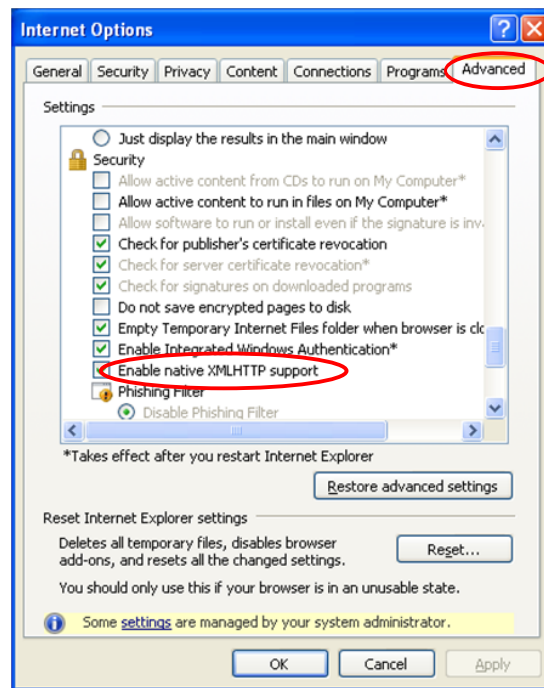 Internet Options
General Security Privacy Content Connections Programs Advanced
Settings
Just display the results in the main window
Security
Allow active content from CDs to run on My Computer*
Allow active content to run in files on My Computer*
Allow software to run or install even if the signature is
Check for publisher's certificate revocation
Check for server certificate revocation*
Check for signatures on downloaded programs
Do not save encrypted pages to disk
Empty Temporary Internet Files folder when browser is
Enable Integrated Windows Authentication*
Enable native XMLHTTP support
Phishing Filter
Disable Phishing Filter
*Takes effect after you restart Internet Explorer
Restore advanced settings
Reset Internet Explorer settings
Deletes all temporary files, disables browser
add-ons, and resets all the changed settings.
Reset...
You should only use this if your browser is in an unusable state.
Some settings are managed by your system administrator.
OK Cancel Apply